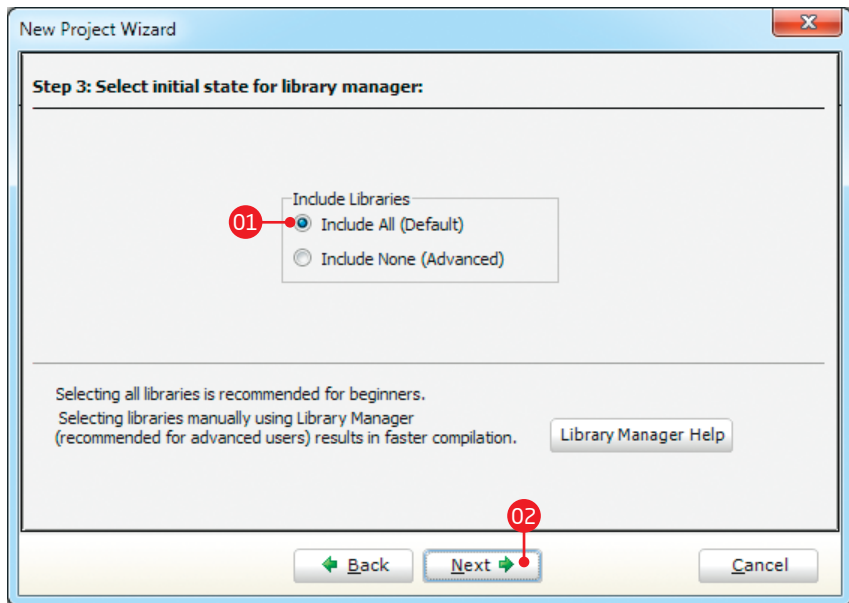 New Project Wizard
Step 3: Select initial state for library manager:
Include Libraries
01
Include All (Default)
Include None (Advanced)
Selecting all libraries is recommended for beginners.
Selecting libraries manually using Library Manager
(recommended for advanced users) results in faster compilation.
Library Manager Help
02
Back
Next
Cancel